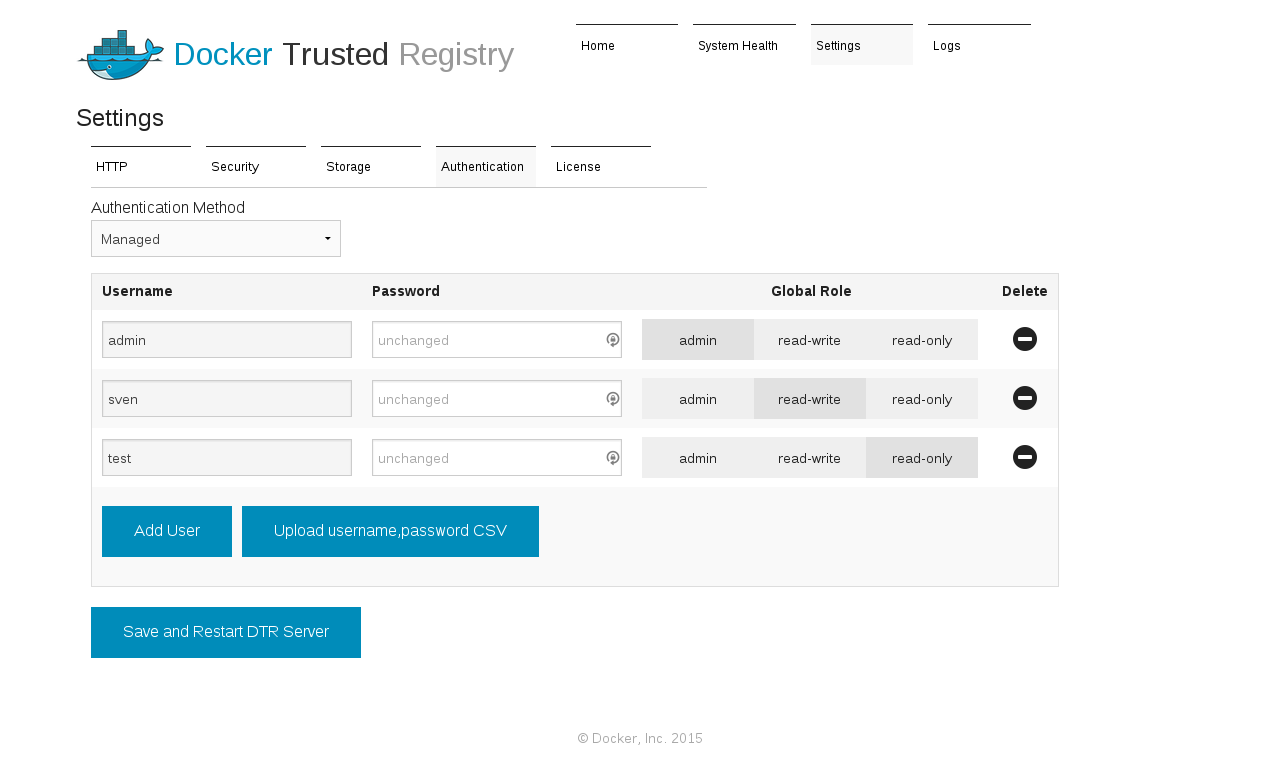 Docker Trusted Registry
Home System Health Settings Logs
Settings
HTTP Security Storage Authentication License
Authentication Method
Managed
Username Password Global Role Delete
admin unchanged admin read-write read-only
sven unchanged admin read-write read-only
test unchanged admin read-write read-only
Add User Upload username,password CSV
Save and Restart DTR Server
© Docker, Inc. 2015